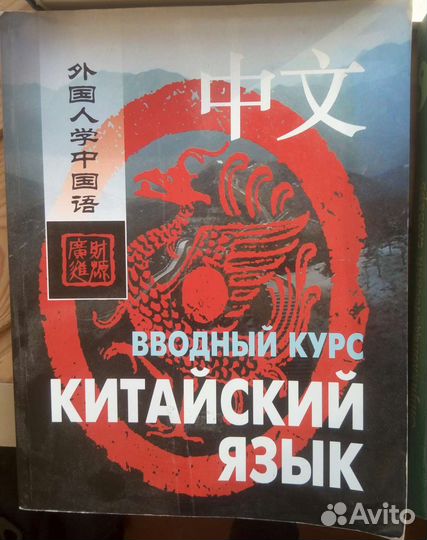 中文
外国人学中国语
財源
廣進
ВВОДНЫЙ КУРС
КИТАЙСКИЙ
ЯЗЫК
Avito